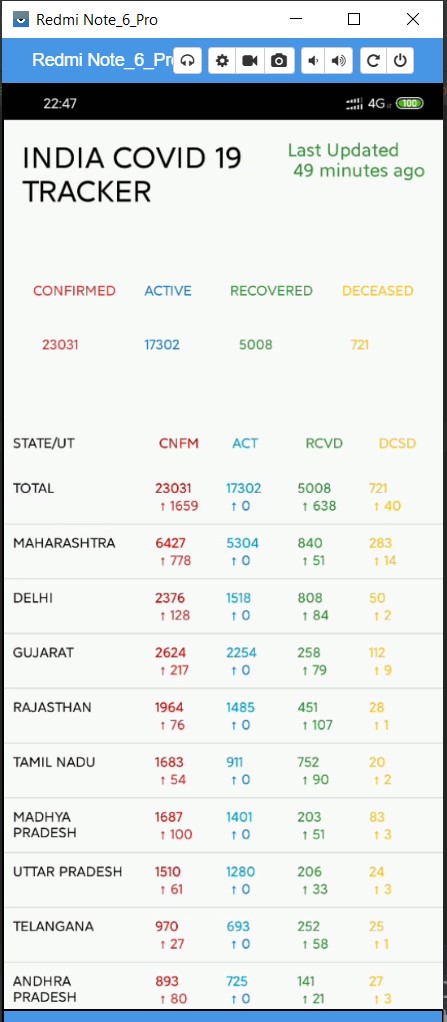 Redmi Note_6_Pro
Redmi Note_6_Pr
22:47 4G 100
INDIA COVID 19
TRACKER
Last Updated
49 minutes ago
CONFIRMED ACTIVE RECOVERED DECEASED
23031 17302 5008 721
STATE/UT CNFM ACT RCVD DCSD
TOTAL 23031 17302 5008 721
↑ 1659 ↑ 0 ↑ 638 ↑ 40
MAHARASHTRA 6427 5304 840 283
↑ 778 ↑ 0 ↑ 51 ↑ 14
DELHI 2376 1518 808 50
↑ 128 ↑ 0 ↑ 84 ↑ 2
GUJARAT 2624 2254 258 112
↑ 217 ↑ 0 ↑ 79 ↑ 9
RAJASTHAN 1964 1485 451 28
↑ 76 ↑ 0 ↑ 107 ↑ 1
TAMIL NADU 1683 911 752 20
↑ 54 ↑ 0 ↑ 90 ↑ 2
MADHYA 1687 1401 203 83
PRADESH ↑ 100 ↑ 0 ↑ 51 ↑ 3
UTTAR PRADESH 1510 1280 206 24
↑ 61 ↑ 0 ↑ 33 ↑ 3
TELANGANA 970 693 252 25
↑ 27 ↑ 0 ↑ 58 ↑ 1
ANDHRA 893 725 141 27
PRADESH ↑ 80 ↑ 0 ↑ 21 ↑ 3